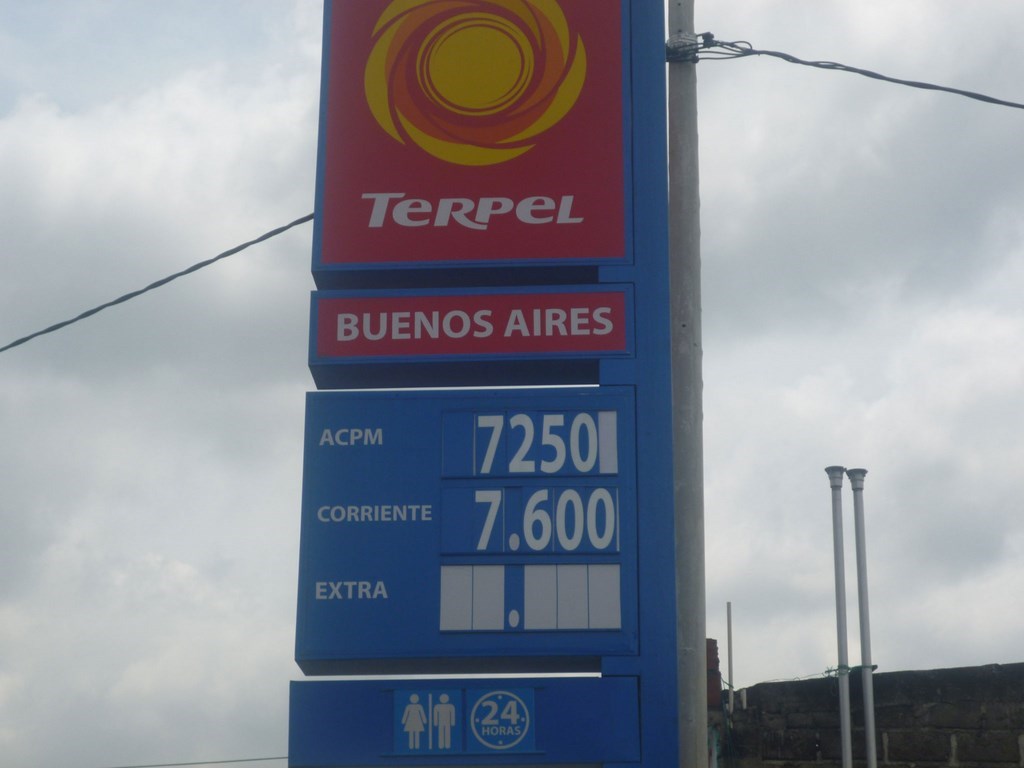 TERPEL
BUENOS AIRES
ACPM 7250
CORRIENTE 7.600
EXTRA .
24 HORAS